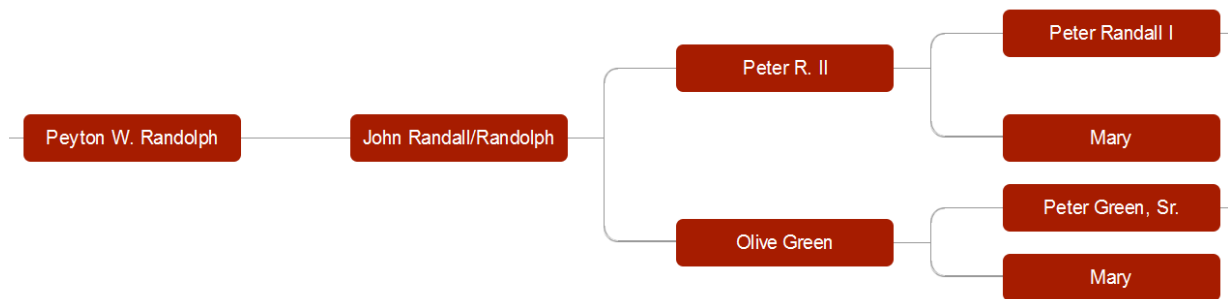 Peter Randall I
Peter R. II
Mary
Peyton W. Randolph
John Randall/Randolph
Peter Green, Sr.
Olive Green
Mary